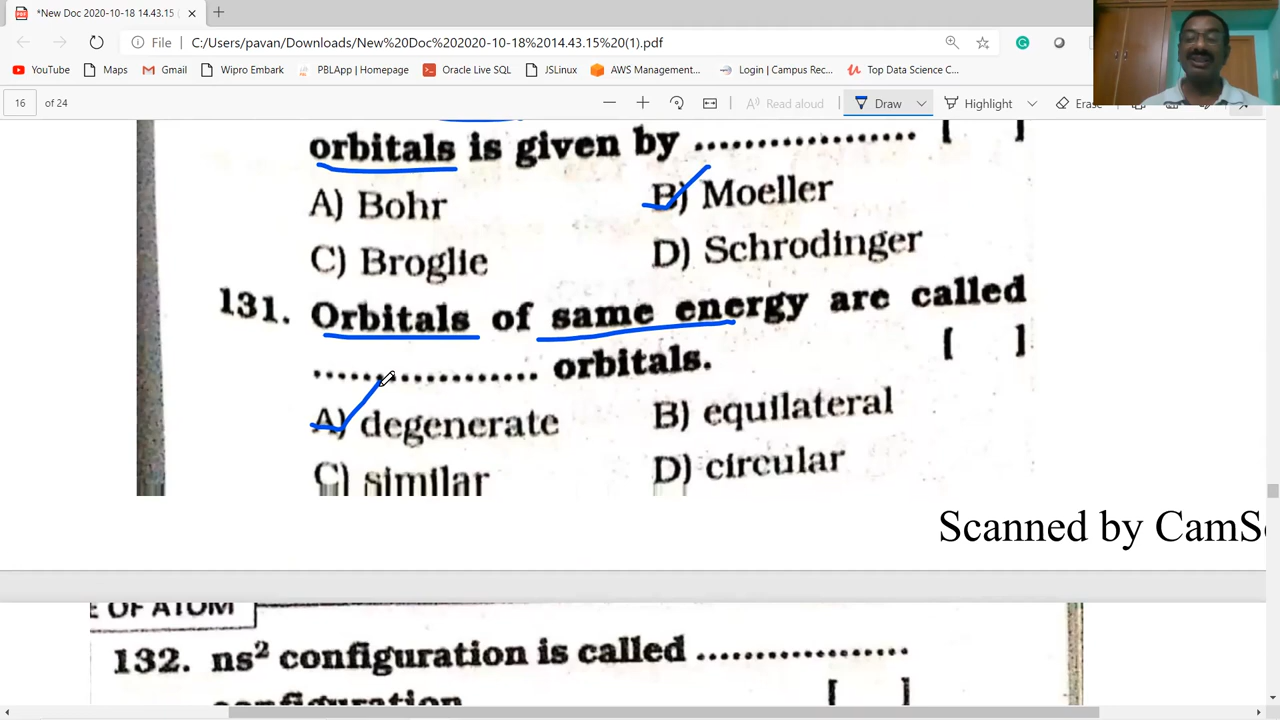 *New Doc 2020-10-18 14.43.15 (
File
C:/Users/pavan/Downloads/New%20Doc%202020-10-18%2014.43.15%20(1).pdf
YouTube Maps Gmail Wipro Embark PBLApp | Homepage Oracle Live SQL JSLinux AWS Management... Login | Campus Rec... Top Data Science C...
16 of 24 Read aloud Draw Highlight Erase
orbitals is given by .................. [ ]
A) Bohr B) Moeller
C) Broglie D) Schrodinger
131. Orbitals of same energy are called
.................. orbitals. [ ]
A) degenerate B) equilateral
C) similar D) circular
Scanned by CamSc
E OF ATOM
132. ns² configuration is called ..................
configuration [ ]